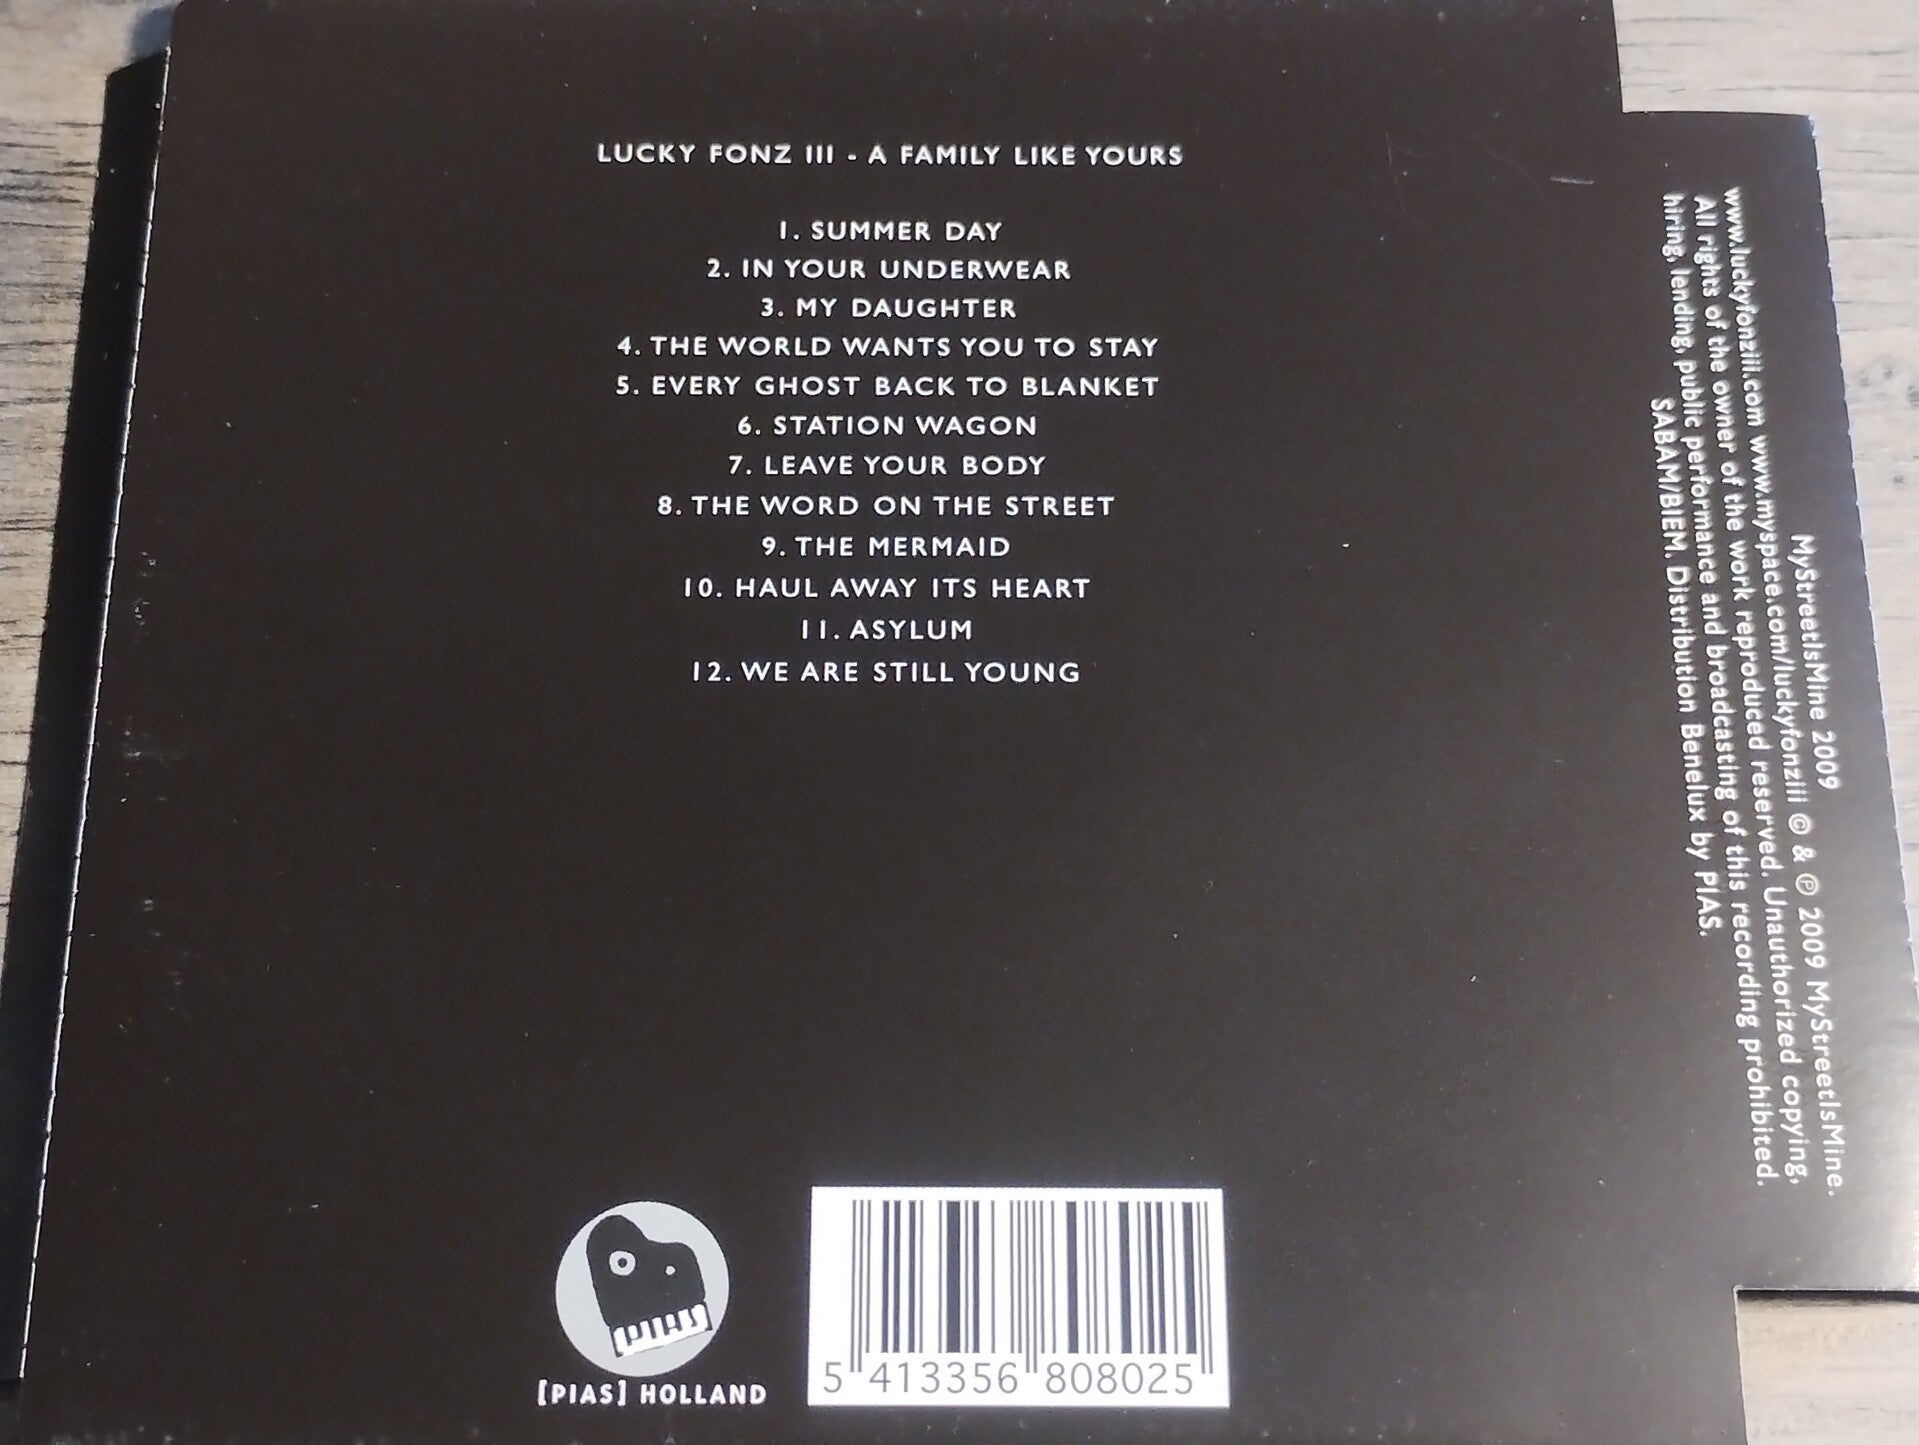 LUCKY FONZ III - A FAMILY LIKE YOURS
1. SUMMER DAY
2. IN YOUR UNDERWEAR
3. MY DAUGHTER
4. THE WORLD WANTS YOU TO STAY
5. EVERY GHOST BACK TO BLANKET
6. STATION WAGON
7. LEAVE YOUR BODY
8. THE WORD ON THE STREET
9. THE MERMAID
10. HAUL AWAY ITS HEART
11. ASYLUM
12. WE ARE STILL YOUNG
PIAS
[PIAS] HOLLAND
5 413356 808025
MyStreetIsMine 2009
www.luckyfonziii.com www.myspace.com/luckyfonziii © & ℗ 2009 MyStreetIsMine.
All rights of the owner of the work reproduced reserved. Unauthorized copying,
hiring, lending, public performance and broadcasting of this recording prohibited.
SABAM/BIEM. Distribution Benelux by PIAS.